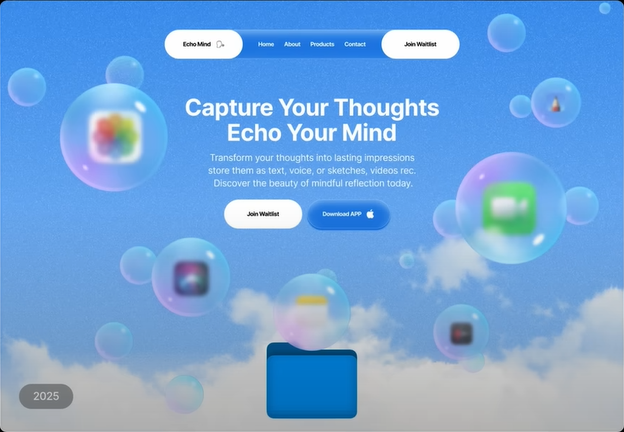 Echo Mind
Home
About
Products
Contact
Join Waitlist
Capture Your Thoughts
Echo Your Mind
Transform your thoughts into lasting impressions
store them as text, voice, or sketches, videos rec.
Discover the beauty of mindful reflection today.
Join Waitlist
Download APP
2025